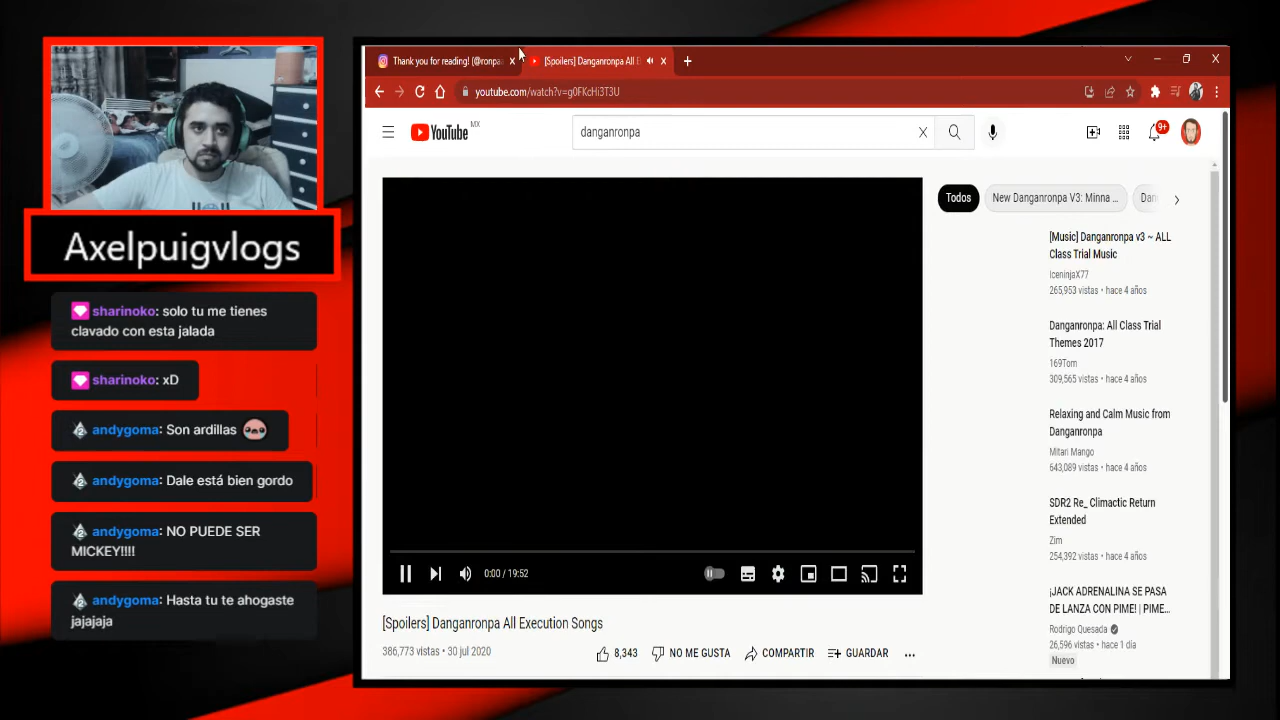 Axelpuigvlogs
sharinoko: solo tu me tienes
clavado con esta jalada
sharinoko: xD
andygoma: Son ardillas
andygoma: Dale está bien gordo
andygoma: NO PUEDE SER
MICKEY!!!!
andygoma: Hasta tu te ahogaste
jajajaja
Thank you for reading! (@ronpa
[Spoilers] Danganronpa All E
youtube.com/watch?v=g0FKcHi3T3U
YouTube MX
danganronpa
9+
Todos
New Danganronpa V3: Minna ...
Dan
[Music] Danganronpa v3 ~ ALL
Class Trial Music
IceninjaX77
265,953 vistas • hace 4 años
Danganronpa: All Class Trial
Themes 2017
169Tom
309,565 vistas • hace 4 años
Relaxing and Calm Music from
Danganronpa
Mitari Mango
643,089 vistas • hace 4 años
SDR2 Re_ Climactic Return
Extended
Zim
254,392 vistas • hace 4 años
¡JACK ADRENALINA SE PASA
DE LANZA CON PIME! | PIME...
Rodrigo Quesada
26,596 vistas • hace 1 día
Nuevo
0:00 / 19:52
[Spoilers] Danganronpa All Execution Songs
386,773 vistas • 30 jul 2020
8,343
NO ME GUSTA
COMPARTIR
GUARDAR